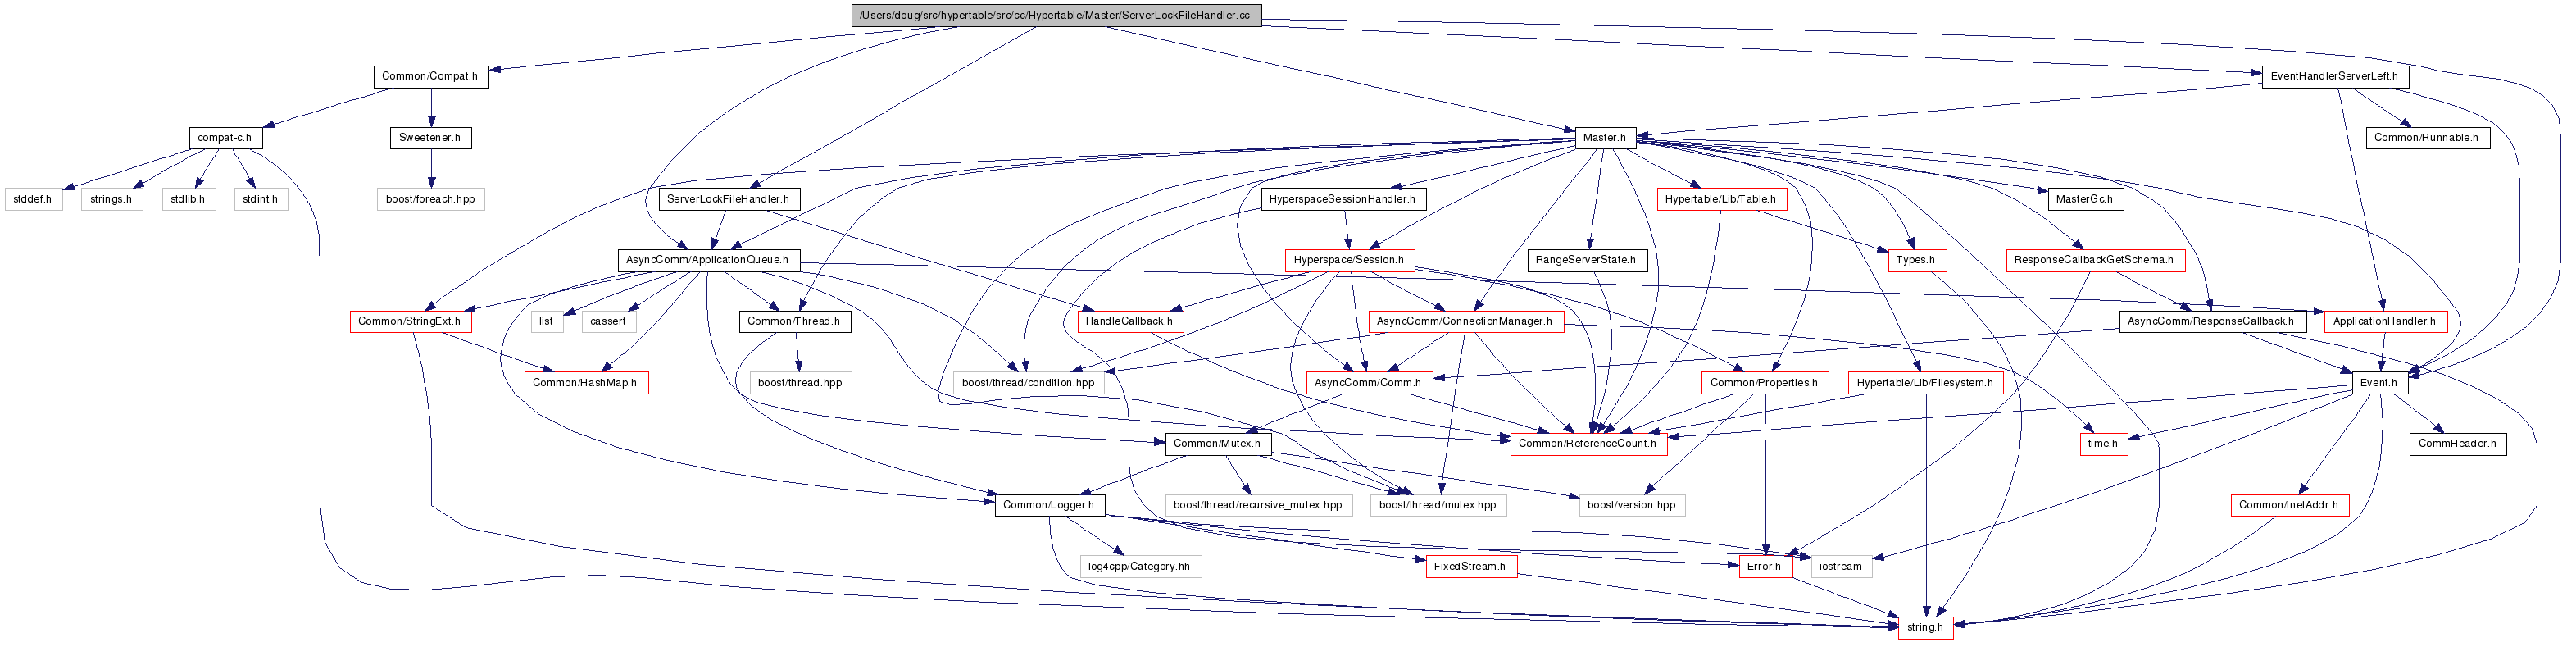 /Users/doug/src/hypertable/src/cc/Hypertable/Master/ServerLockFileHandler.cc
Common/Compat.h
EventHandlerServerLeft.h
compat-c.h
Sweetener.h
Master.h
Common/Runnable.h
stddef.h
strings.h
stdlib.h
stdint.h
boost/foreach.hpp
ServerLockFileHandler.h
HyperspaceSessionHandler.h
Hypertable/Lib/Table.h
MasterGc.h
AsyncComm/ApplicationQueue.h
Hyperspace/Session.h
RangeServerState.h
Types.h
ResponseCallbackGetSchema.h
Common/StringExt.h
list
cassert
Common/Thread.h
HandleCallback.h
AsyncComm/ConnectionManager.h
AsyncComm/ResponseCallback.h
ApplicationHandler.h
Common/HashMap.h
boost/thread.hpp
boost/thread/condition.hpp
AsyncComm/Comm.h
Common/Properties.h
Hypertable/Lib/Filesystem.h
Event.h
Common/Mutex.h
Common/ReferenceCount.h
time.h
CommHeader.h
Common/Logger.h
boost/thread/recursive_mutex.hpp
boost/thread/mutex.hpp
boost/version.hpp
Common/InetAddr.h
log4cpp/Category.hh
FixedStream.h
Error.h
iostream
string.h